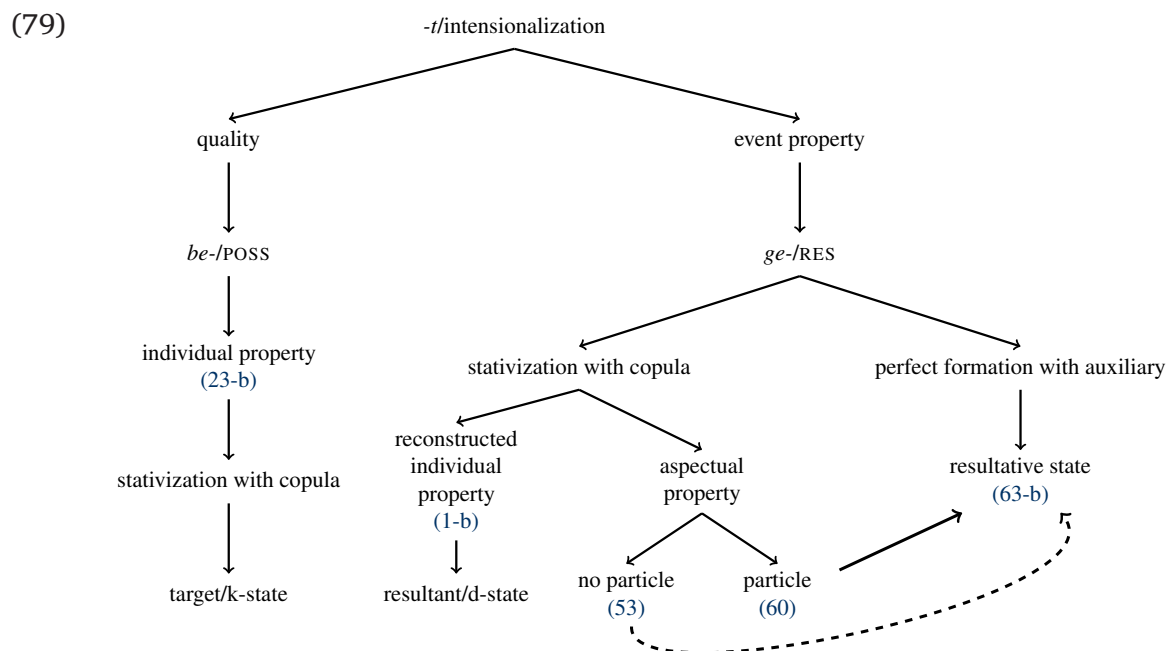 (79)
-t/intensionalization
quality
event property
be-/POSS
ge-/RES
individual property
(23-b)
stativization with copula
perfect formation with auxiliary
stativization with copula
reconstructed
individual
property
(1-b)
aspectual
property
resultative state
(63-b)
target/k-state
resultant/d-state
no particle
(53)
particle
(60)